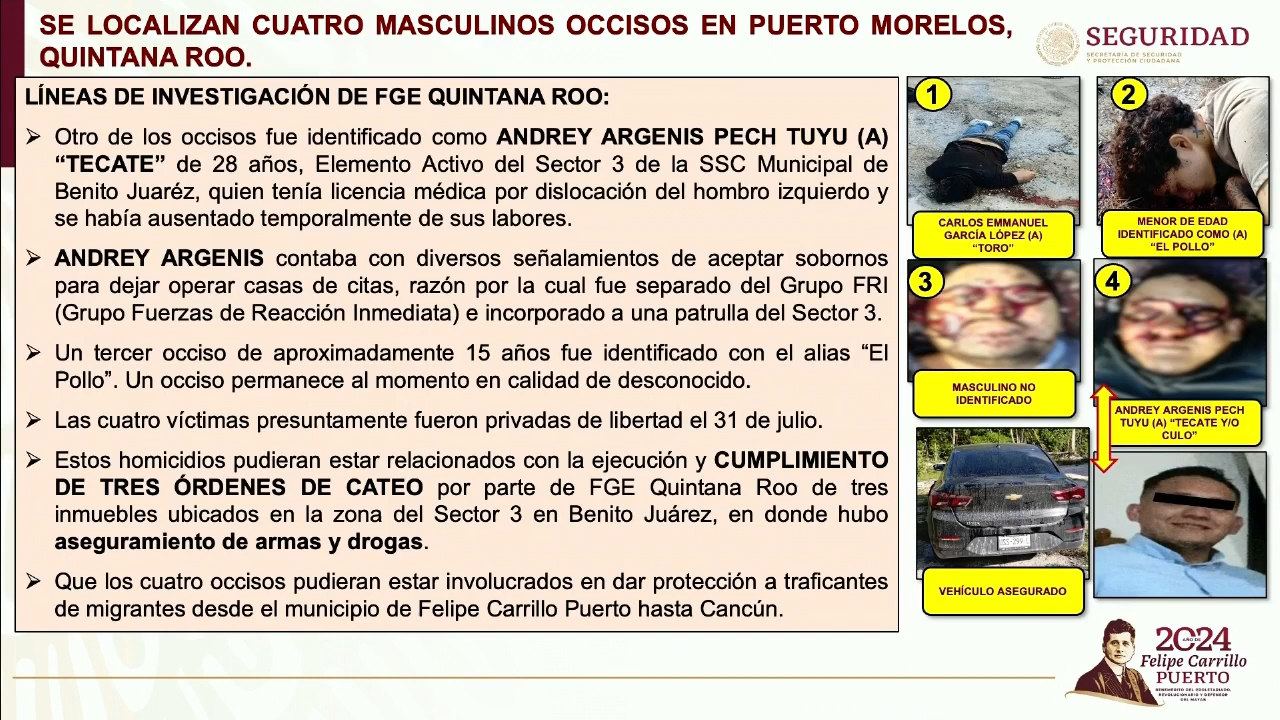 SE LOCALIZAN CUATRO MASCULINOS OCCISOS EN PUERTO MORELOS,
QUINTANA ROO.
SEGURIDAD
SECRETARÍA DE SEGURIDAD
Y PROTECCIÓN CIUDADANA
LÍNEAS DE INVESTIGACIÓN DE FGE QUINTANA ROO:
➢ Otro de los occisos fue identificado como ANDREY ARGENIS PECH TUYU (A)
“TECATE” de 28 años, Elemento Activo del Sector 3 de la SSC Municipal de
Benito Juaréz, quien tenía licencia médica por dislocación del hombro izquierdo y
se había ausentado temporalmente de sus labores.
➢ ANDREY ARGENIS contaba con diversos señalamientos de aceptar sobornos
para dejar operar casas de citas, razón por la cual fue separado del Grupo FRI
(Grupo Fuerzas de Reacción Inmediata) e incorporado a una patrulla del Sector 3.
➢ Un tercer occiso de aproximadamente 15 años fue identificado con el alias “El
Pollo”. Un occiso permanece al momento en calidad de desconocido.
➢ Las cuatro víctimas presuntamente fueron privadas de libertad el 31 de julio.
➢ Estos homicidios pudieran estar relacionados con la ejecución y CUMPLIMIENTO
DE TRES ÓRDENES DE CATEO por parte de FGE Quintana Roo de tres
inmuebles ubicados en la zona del Sector 3 en Benito Juárez, en donde hubo
aseguramiento de armas y drogas.
➢ Que los cuatro occisos pudieran estar involucrados en dar protección a traficantes
de migrantes desde el municipio de Felipe Carrillo Puerto hasta Cancún.
1
CARLOS EMMANUEL
GARCÍA LÓPEZ (A)
“TORO”
2
MENOR DE EDAD
IDENTIFICADO COMO (A)
“EL POLLO”
3
MASCULINO NO
IDENTIFICADO
4
ANDREY ARGENIS PECH
TUYU (A) “TECATE Y/O
CULO”
VEHÍCULO ASEGURADO
2024
AÑO DE
Felipe Carrillo
PUERTO
BENEMÉRITO DEL PROLETARIADO,
REVOLUCIONARIO Y DEFENSOR
DEL MAYAB